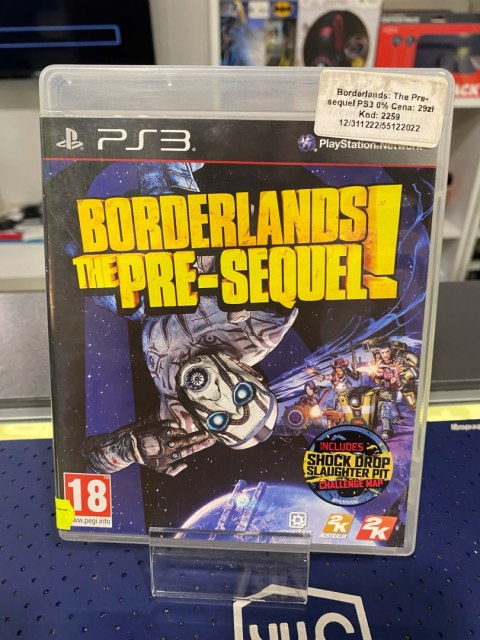 Borderlands: The Pre-
sequel PS3 0% Cena: 29zł
Kod: 2259
12/311222/55122022
PS3
PlayStation Network
BORDERLANDS
THE PRE-SEQUEL!
INCLUDES
SHOCK DROP
SLAUGHTER PIT
CHALLENGE MAP
18
www.pegi.info
2K
AUSTRALIA
2K